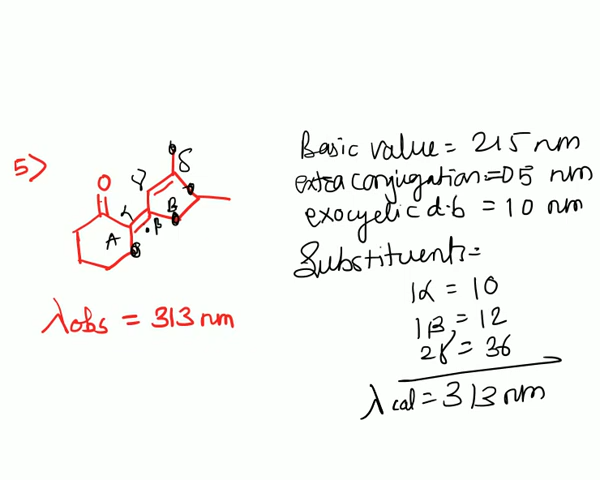 5>
O
α
γ
δ
A
B
β
λobs = 313 nm
Basic value = 215 nm
extra conjugation = 05 nm
exocyclic d.b = 10 nm
Substituent:-
1α = 10
1β = 12
2γ = 36
λcal = 313 nm